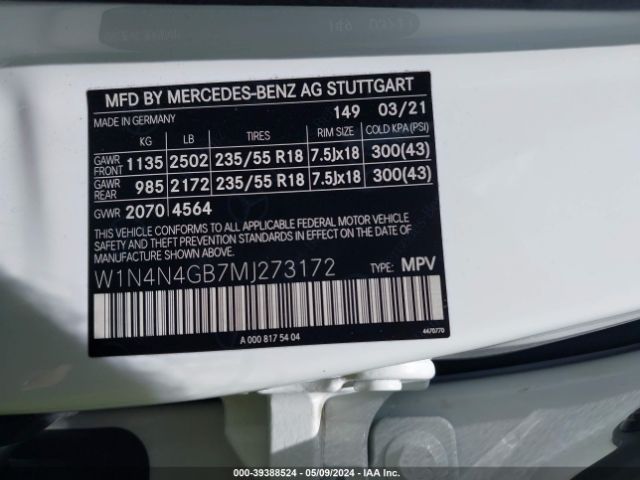 MFD BY MERCEDES-BENZ AG STUTTGART
MADE IN GERMANY 149 03/21
KG LB TIRES RIM SIZE COLD KPA(PSI)
GAWR FRONT 1135 2502 235/55 R18 7.5Jx18 300(43)
GAWR REAR 985 2172 235/55 R18 7.5Jx18 300(43)
GVWR 2070 4564
THIS VEHICLE CONFORMS TO ALL APPLICABLE FEDERAL MOTOR VEHICLE
SAFETY AND THEFT PREVENTION STANDARDS IN EFFECT ON THE DATE OF
MANUFACTURE SHOWN ABOVE.
W1N4N4GB7MJ273172 TYPE: MPV
A 000 817 54 04 4470770
000-39388524 | 05/09/2024 | IAA Inc.